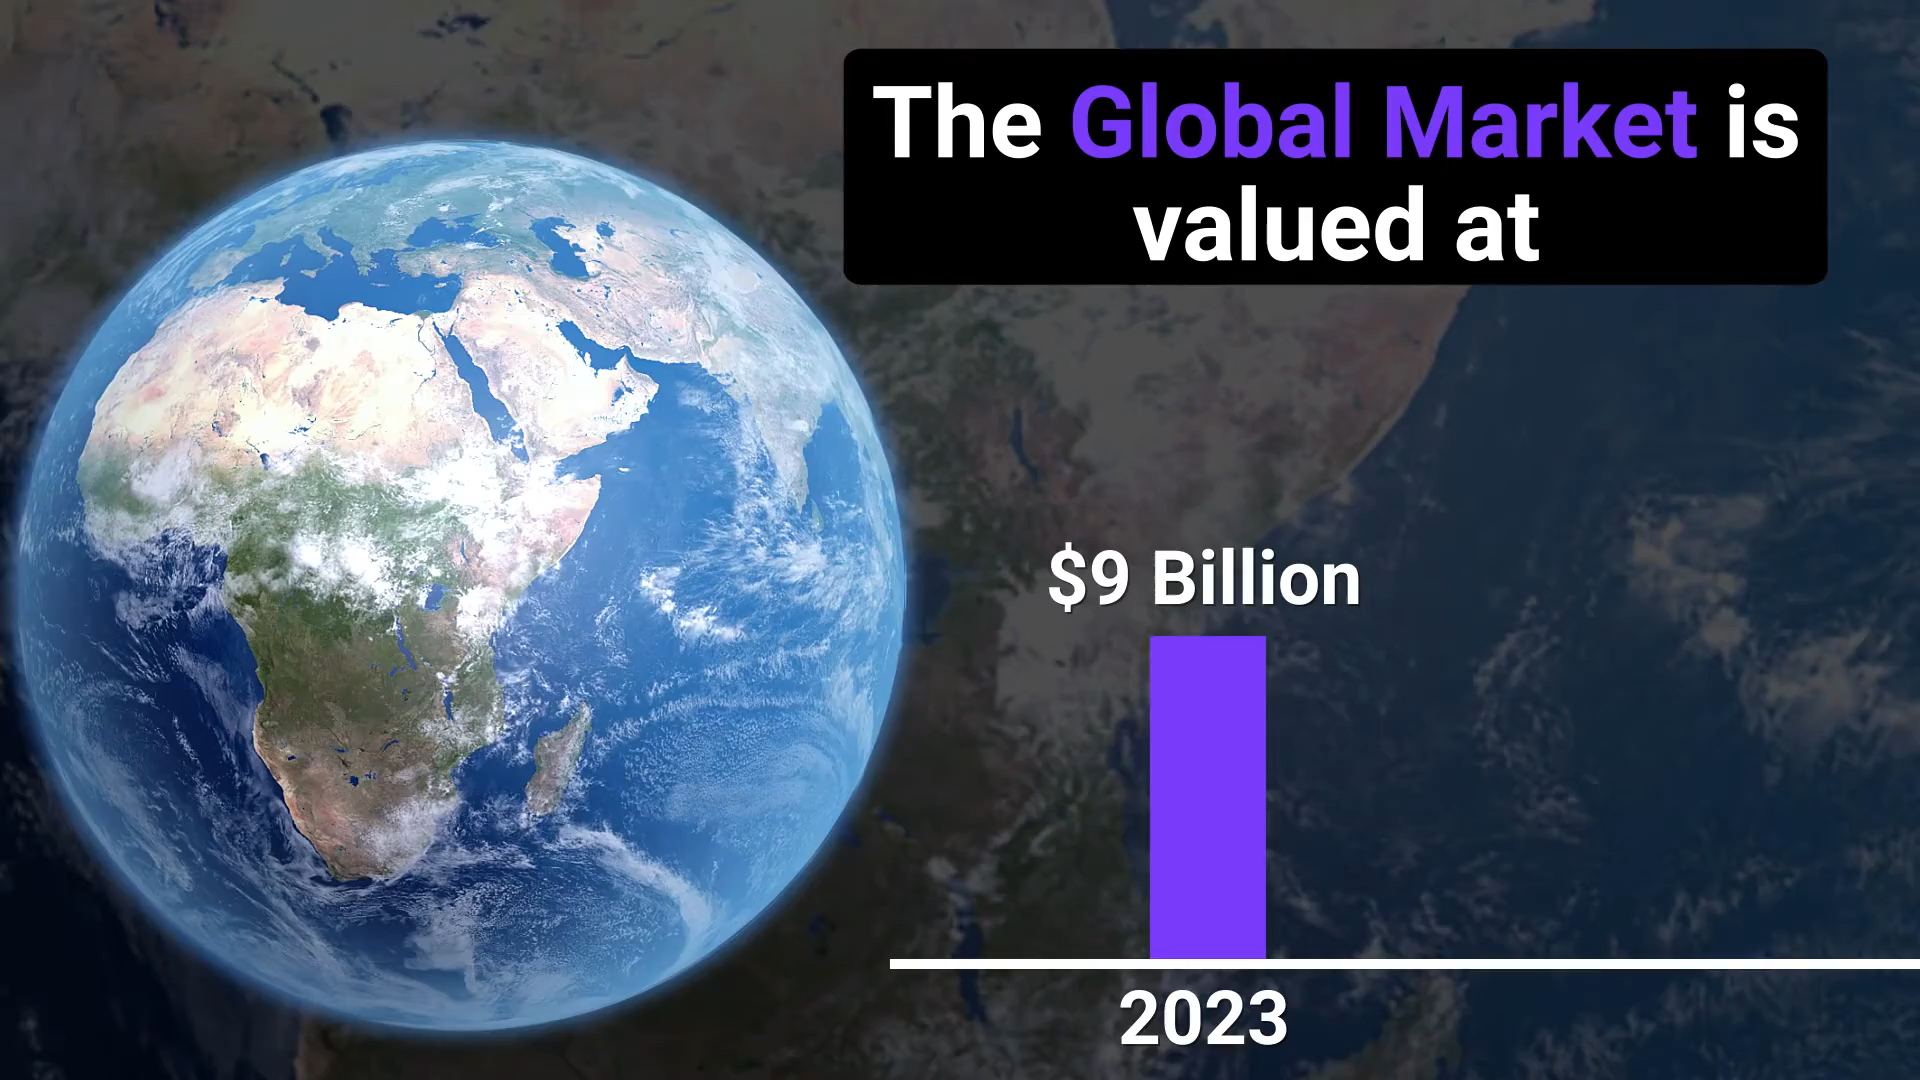 The Global Market is
valued at
$9 Billion
2023